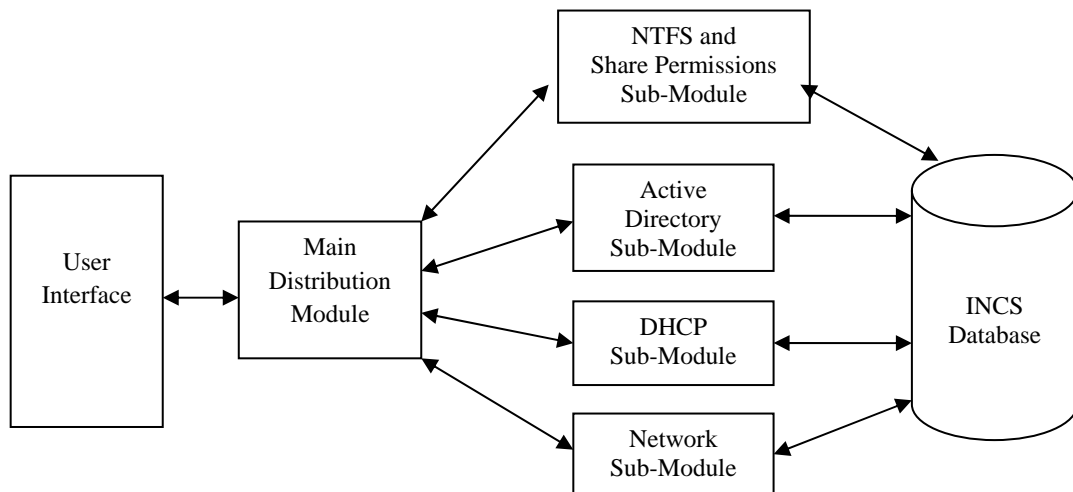 User
Interface
Main
Distribution
Module
NTFS and
Share Permissions
Sub-Module
Active
Directory
Sub-Module
DHCP
Sub-Module
Network
Sub-Module
INCS
Database